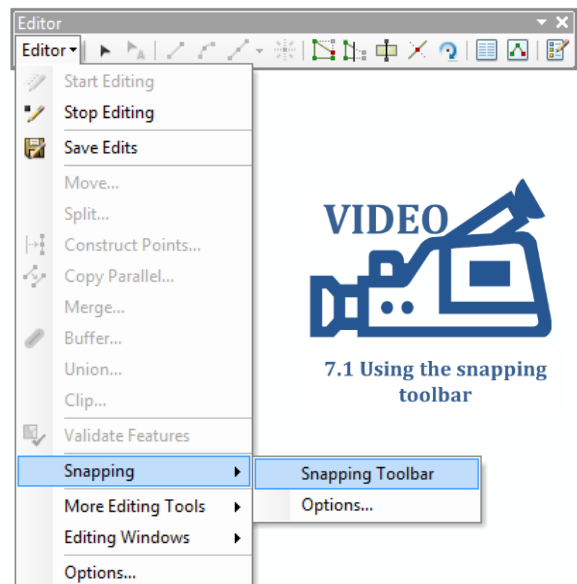 Editor
Editor
Start Editing
Stop Editing
Save Edits
Move...
Split...
Construct Points...
Copy Parallel...
Merge...
Buffer...
Union...
Clip...
Validate Features
Snapping
Snapping Toolbar
More Editing Tools
Options...
Editing Windows
Options...
VIDEO
7.1 Using the snapping
toolbar